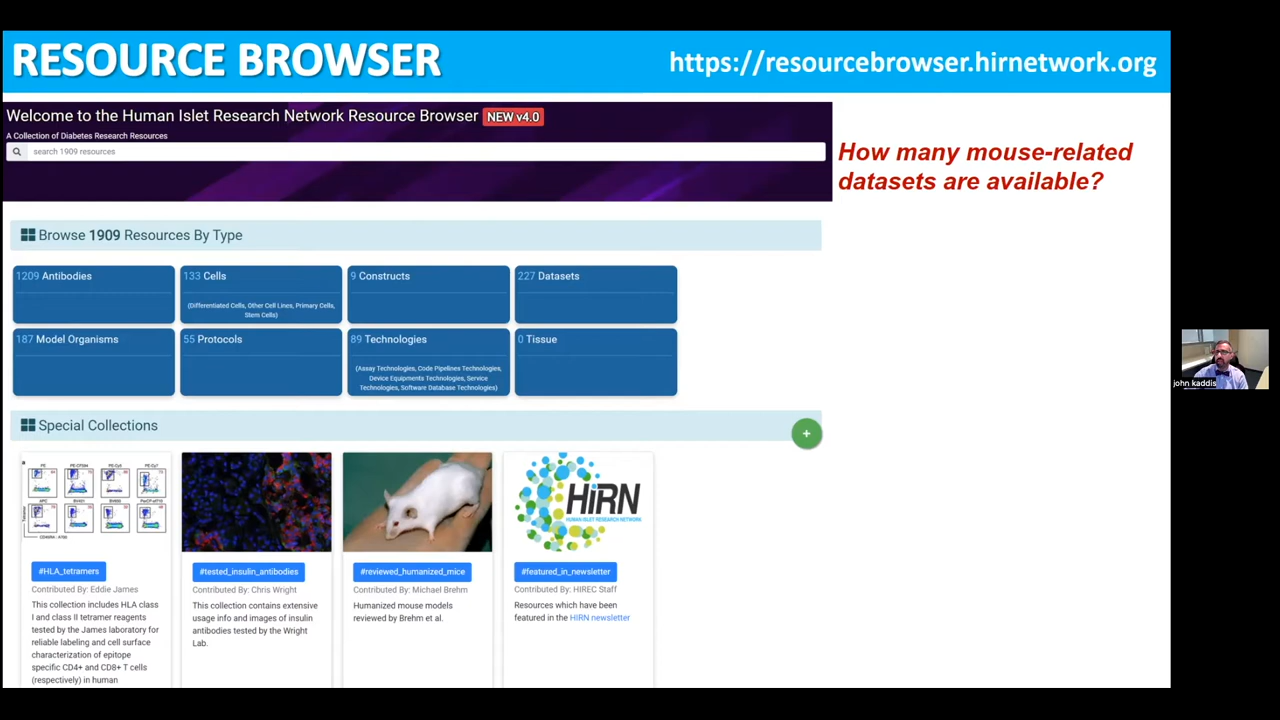 RESOURCE BROWSER
https://resourcebrowser.hirnetwork.org
Welcome to the Human Islet Research Network Resource Browser NEW v4.0
A Collection of Diabetes Research Resources
search 1909 resources
How many mouse-related
datasets are available?
Browse 1909 Resources By Type
1209 Antibodies
133 Cells
(Differentiated Cells, Other Cell Lines, Primary Cells,
Stem Cells)
9 Constructs
227 Datasets
187 Model Organisms
55 Protocols
89 Technologies
(Assay Technologies, Code Pipelines Technologies,
Device Equipments Technologies, Service
Technologies, Software Database Technologies)
0 Tissue
Special Collections
+
#HLA_tetramers
Contributed By: Eddie James
This collection includes HLA class
I and class II tetramer reagents
tested by the James laboratory for
reliable labeling and cell surface
characterization of epitope
specific CD4+ and CD8+ T cells
(respectively) in human
#tested_insulin_antibodies
Contributed By: Chris Wright
This collection contains extensive
usage info and images of insulin
antibodies tested by the Wright
Lab.
#reviewed_humanized_mice
Contributed By: Michael Brehm
Humanized mouse models
reviewed by Brehm et al.
HiRN
HUMAN ISLET RESEARCH NETWORK
#featured_in_newsletter
Contributed By: HIREC Staff
Resources which have been
featured in the HIRN newsletter
john kaddis